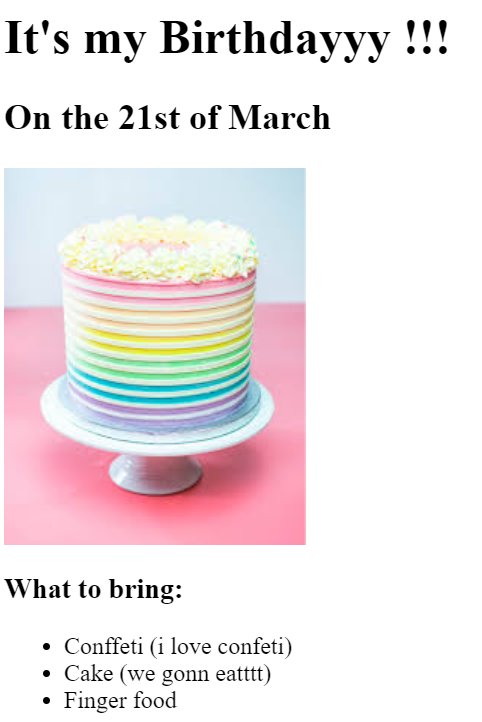 It's my Birthdayyy !!!
On the 21st of March
What to bring:
Conffeti (i love confeti)
Cake (we gonn eatttt)
Finger food